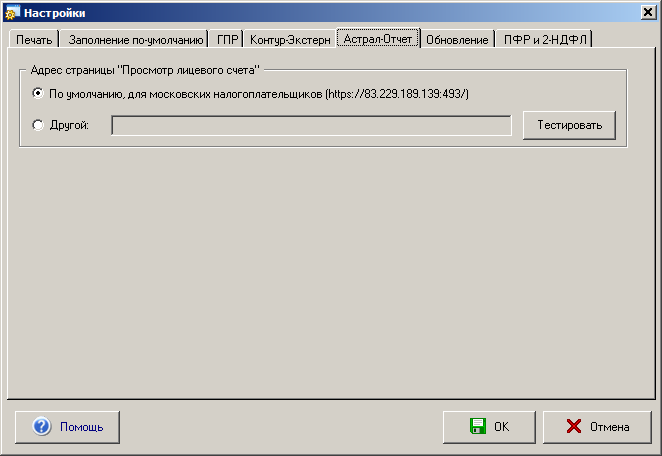 Настройки
Печать Заполнение по-умолчанию ГПР Контур-Экстерн Астрал-Отчет Обновление ПФР и 2-НДФЛ
Адрес страницы "Просмотр лицевого счета"
По умолчанию, для московских налогоплательщиков (https://83.229.189.139:493/)
Другой: Тестировать
Помощь OK Отмена